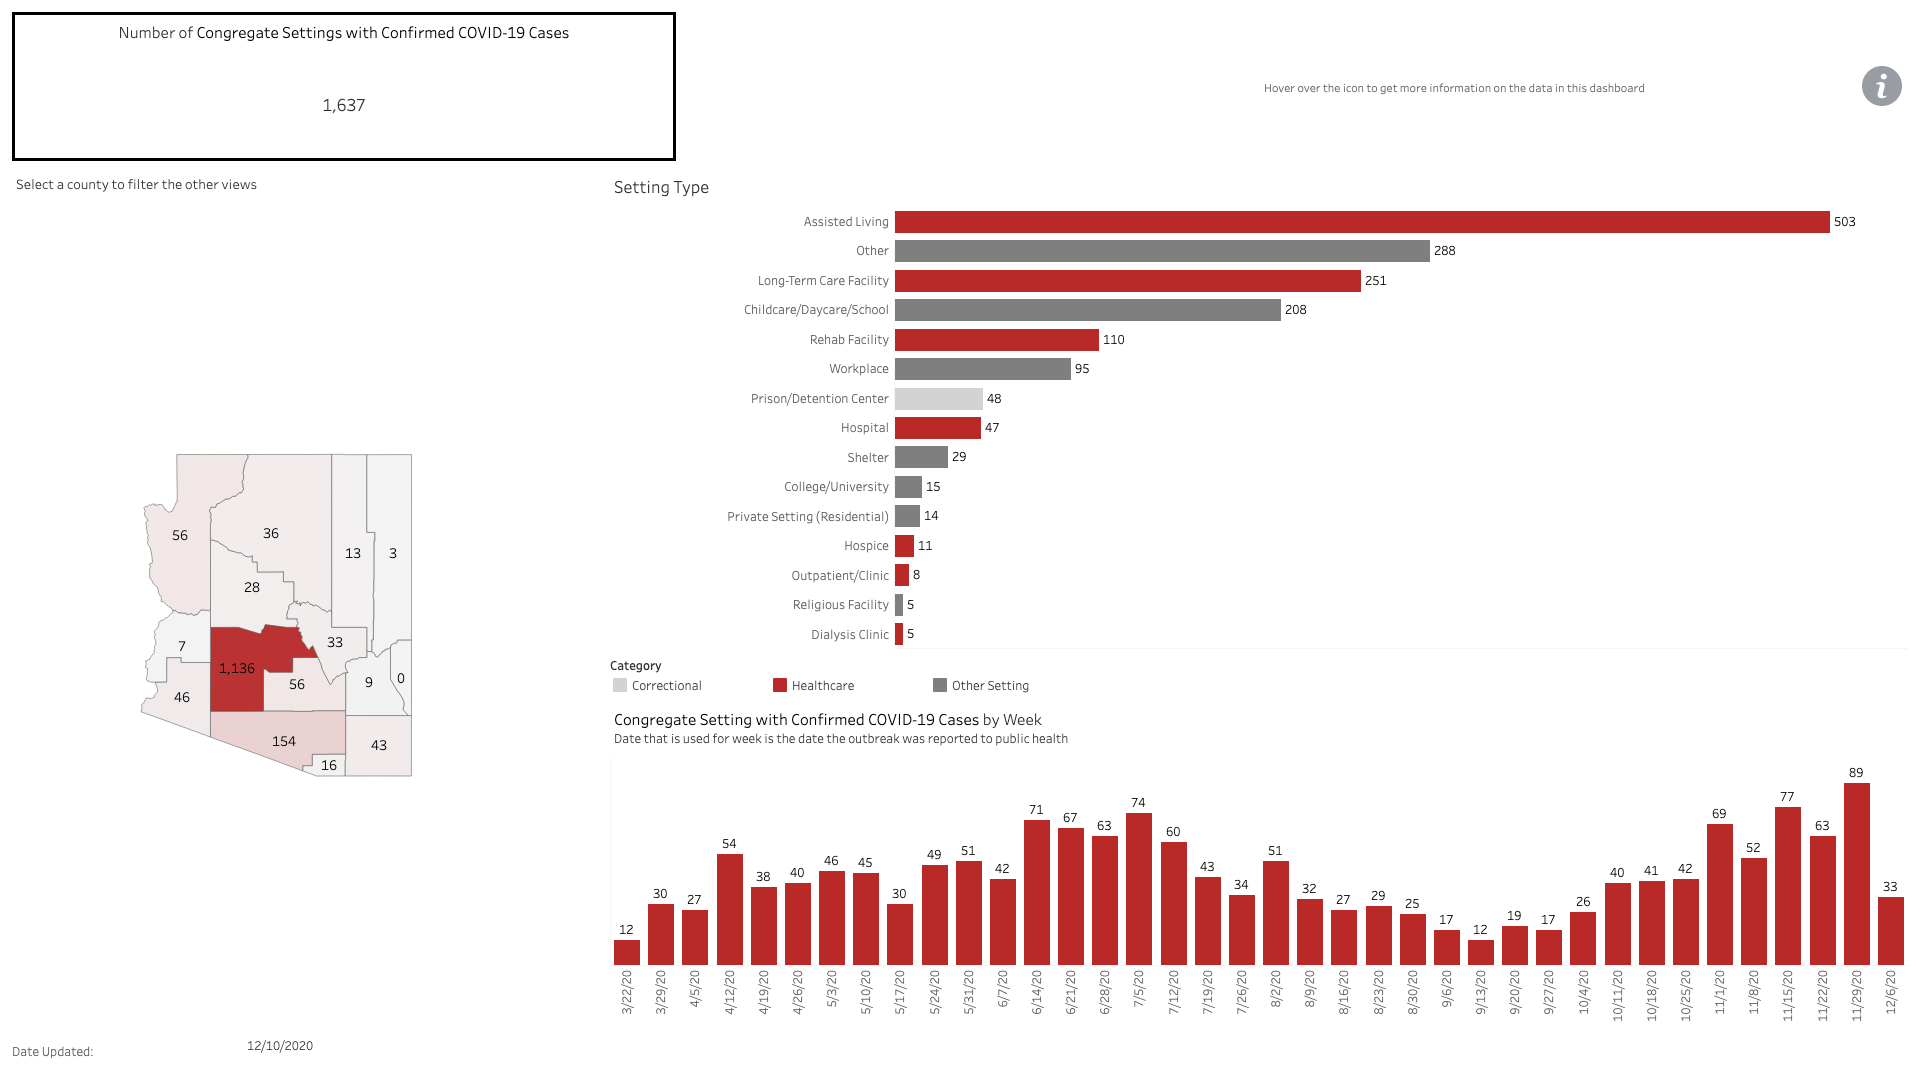 Number of Congregate Settings with Confirmed COVID-19 Cases
1,637
Hover over the icon to get more information on the data in this dashboard
i
Select a county to filter the other views
56
36
13
3
28
7
33
1,136
46
56
9
0
154
43
16
Setting Type
Assisted Living 503
Other 288
Long-Term Care Facility 251
Childcare/Daycare/School 208
Rehab Facility 110
Workplace 95
Prison/Detention Center 48
Hospital 47
Shelter 29
College/University 15
Private Setting (Residential) 14
Hospice 11
Outpatient/Clinic 8
Religious Facility 5
Dialysis Clinic 5
Category
Correctional Healthcare Other Setting
Congregate Setting with Confirmed COVID-19 Cases by Week
Date that is used for week is the date the outbreak was reported to public health
12 30 27 54 38 40 46 45 30 49 51 42 71 67 63 74 60 43 34 51 32 27 29 25 17 12 19 17 26 40 41 42 69 52 77 63 89 33
3/22/20 3/29/20 4/5/20 4/12/20 4/19/20 4/26/20 5/3/20 5/10/20 5/17/20 5/24/20 5/31/20 6/7/20 6/14/20 6/21/20 6/28/20 7/5/20 7/12/20 7/19/20 7/26/20 8/2/20 8/9/20 8/16/20 8/23/20 8/30/20 9/6/20 9/13/20 9/20/20 9/27/20 10/4/20 10/11/20 10/18/20 10/25/20 11/1/20 11/8/20 11/15/20 11/22/20 11/29/20 12/6/20
Date Updated: 12/10/2020